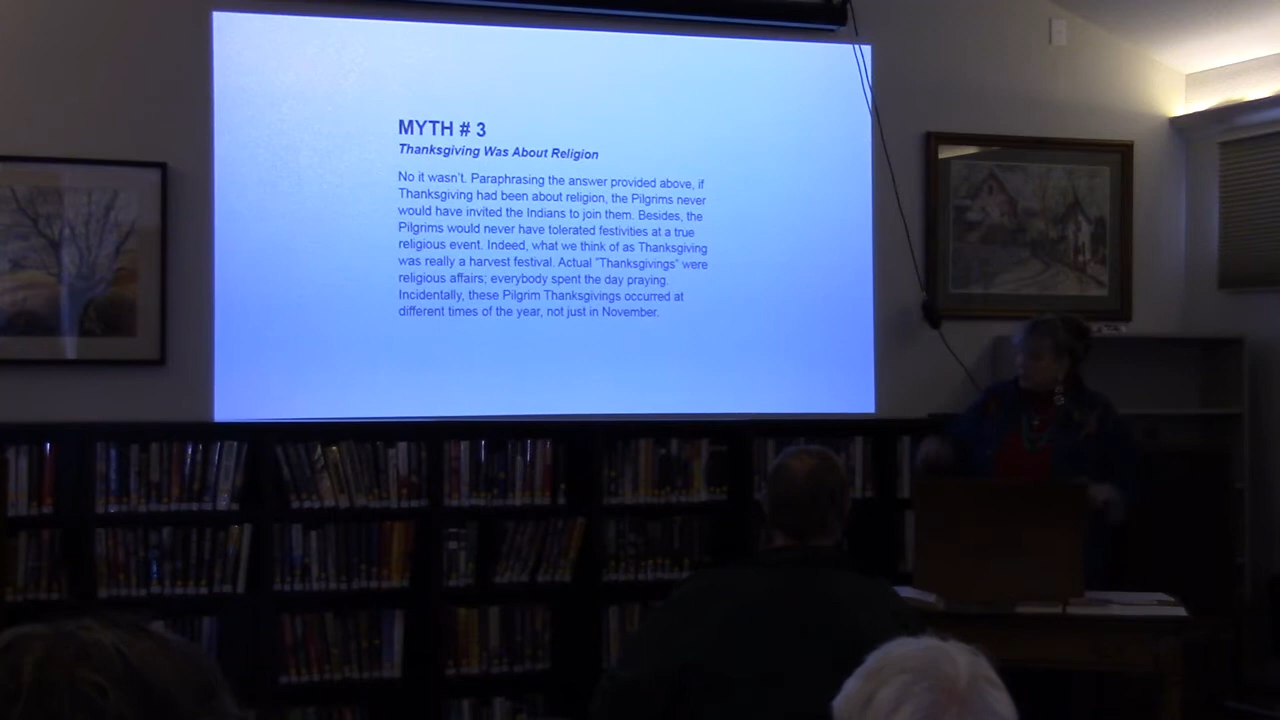 MYTH # 3
Thanksgiving Was About Religion
No it wasn't. Paraphrasing the answer provided above, if
Thanksgiving had been about religion, the Pilgrims never
would have invited the Indians to join them. Besides, the
Pilgrims would never have tolerated festivities at a true
religious event. Indeed, what we think of as Thanksgiving
was really a harvest festival. Actual "Thanksgivings" were
religious affairs; everybody spent the day praying.
Incidentally, these Pilgrim Thanksgivings occurred at
different times of the year, not just in November.